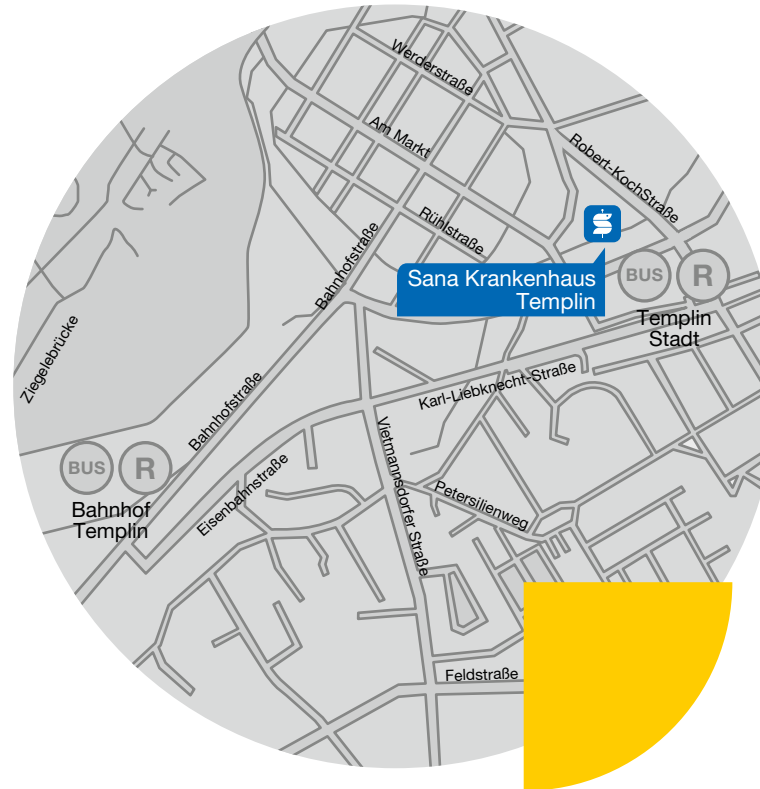 Werderstraße
Am Markt
Robert-KochStraße
Rühlstraße
Bahnhofstraße
Sana Krankenhaus
Templin
BUS
R
Templin
Stadt
Ziegelebrücke
Karl-Liebknecht-Straße
Bahnhofstraße
Vietmannsdorfer Straße
BUS
R
Bahnhof
Templin
Eisenbahnstraße
Petersilienweg
Feldstraße